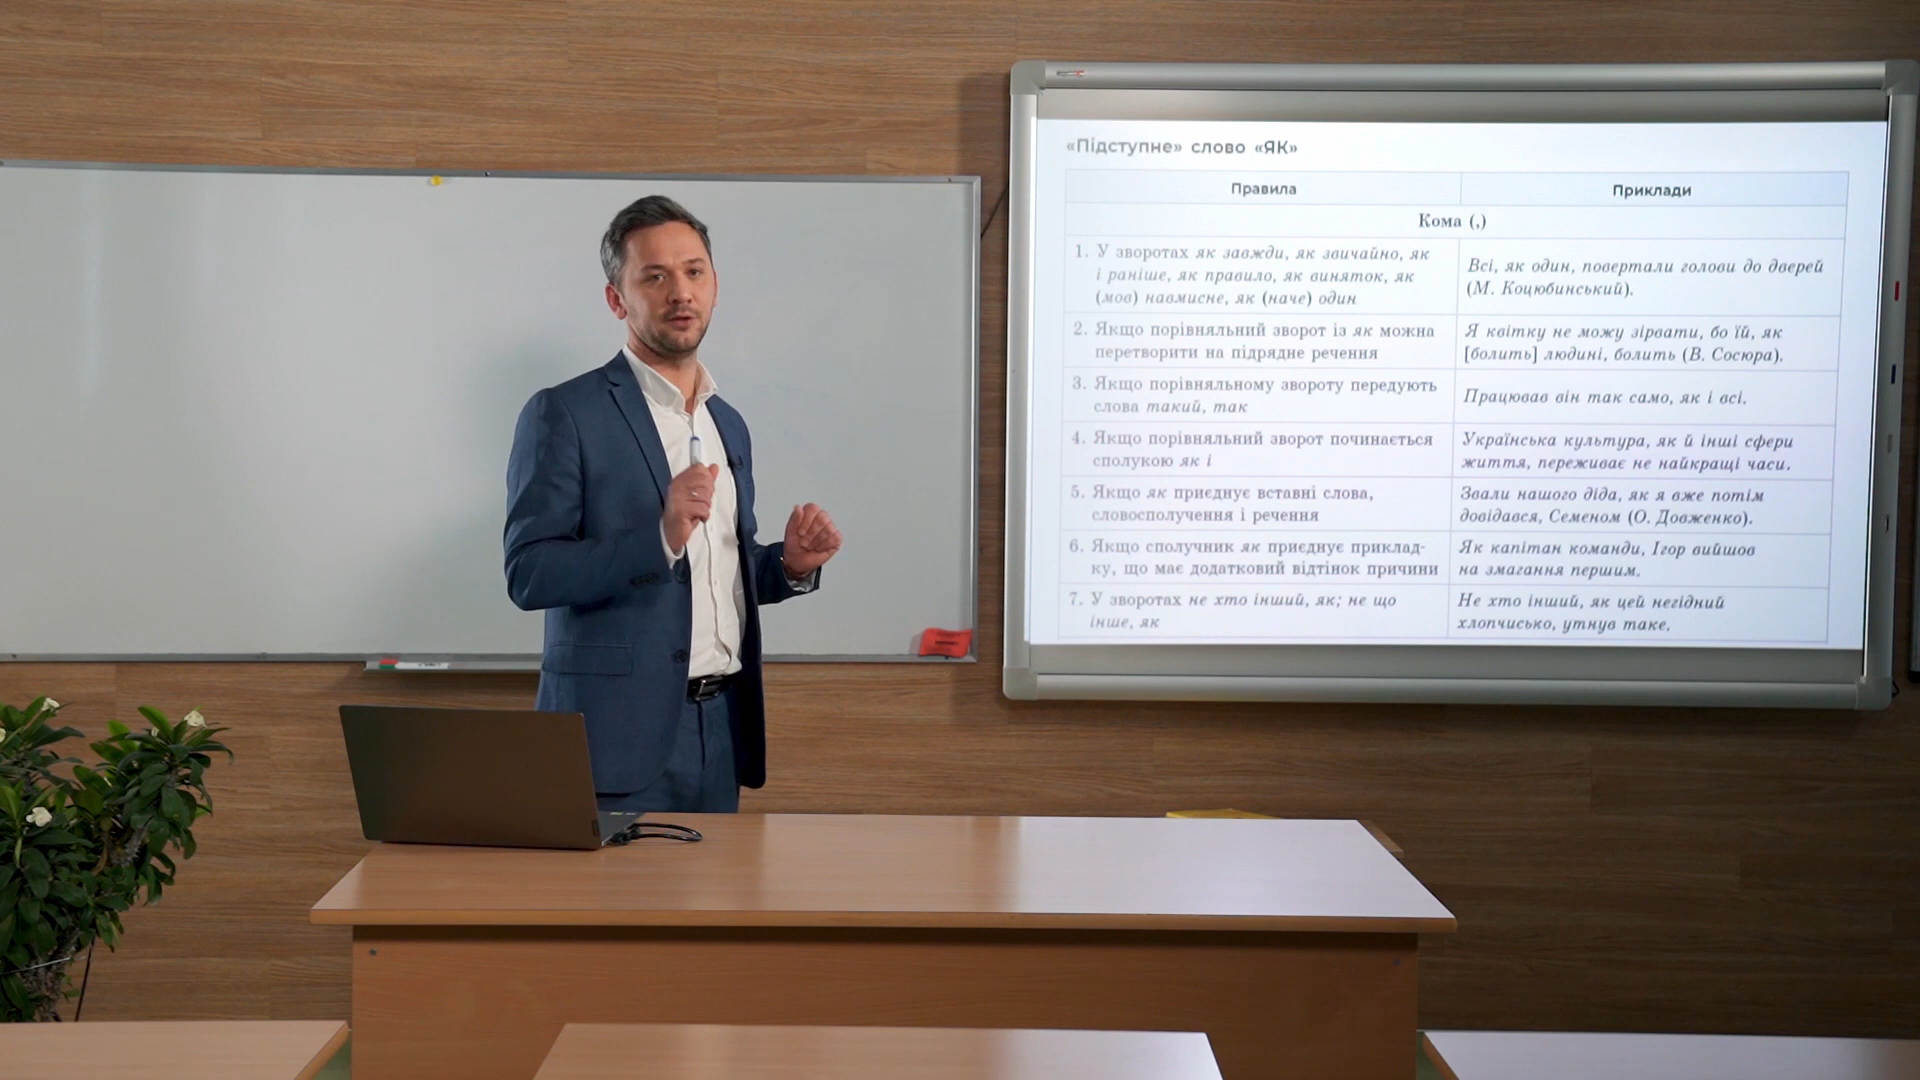 «Підступне» слово «ЯК»
Правила
Приклади
Кома (,)
1. У зворотах як завжди, як звичайно, як
і раніше, як правило, як виняток, як
(мов) навмисне, як (наче) один
Всі, як один, повертали голови до дверей
(М. Коцюбинський).
2. Якщо порівняльний зворот із як можна
перетворити на підрядне речення
Я квітку не можу зірвати, бо їй, як
[болить] людині, болить (В. Сосюра).
3. Якщо порівняльному звороту передують
слова такий, так
Працював він так само, як і всі.
4. Якщо порівняльний зворот починається
сполукою як і
Українська культура, як й інші сфери
життя, переживає не найкращі часи.
5. Якщо як приєднує вставні слова,
словосполучення і речення
Звали нашого діда, як я вже потім
довідався, Семеном (О. Довженко).
6. Якщо сполучник як приєднує приклад-
ку, що має додатковий відтінок причини
Як капітан команди, Ігор вийшов
на змагання першим.
7. У зворотах не хто інший, як; не що
інше, як
Не хто інший, як цей негідний
хлопчисько, утнув таке.